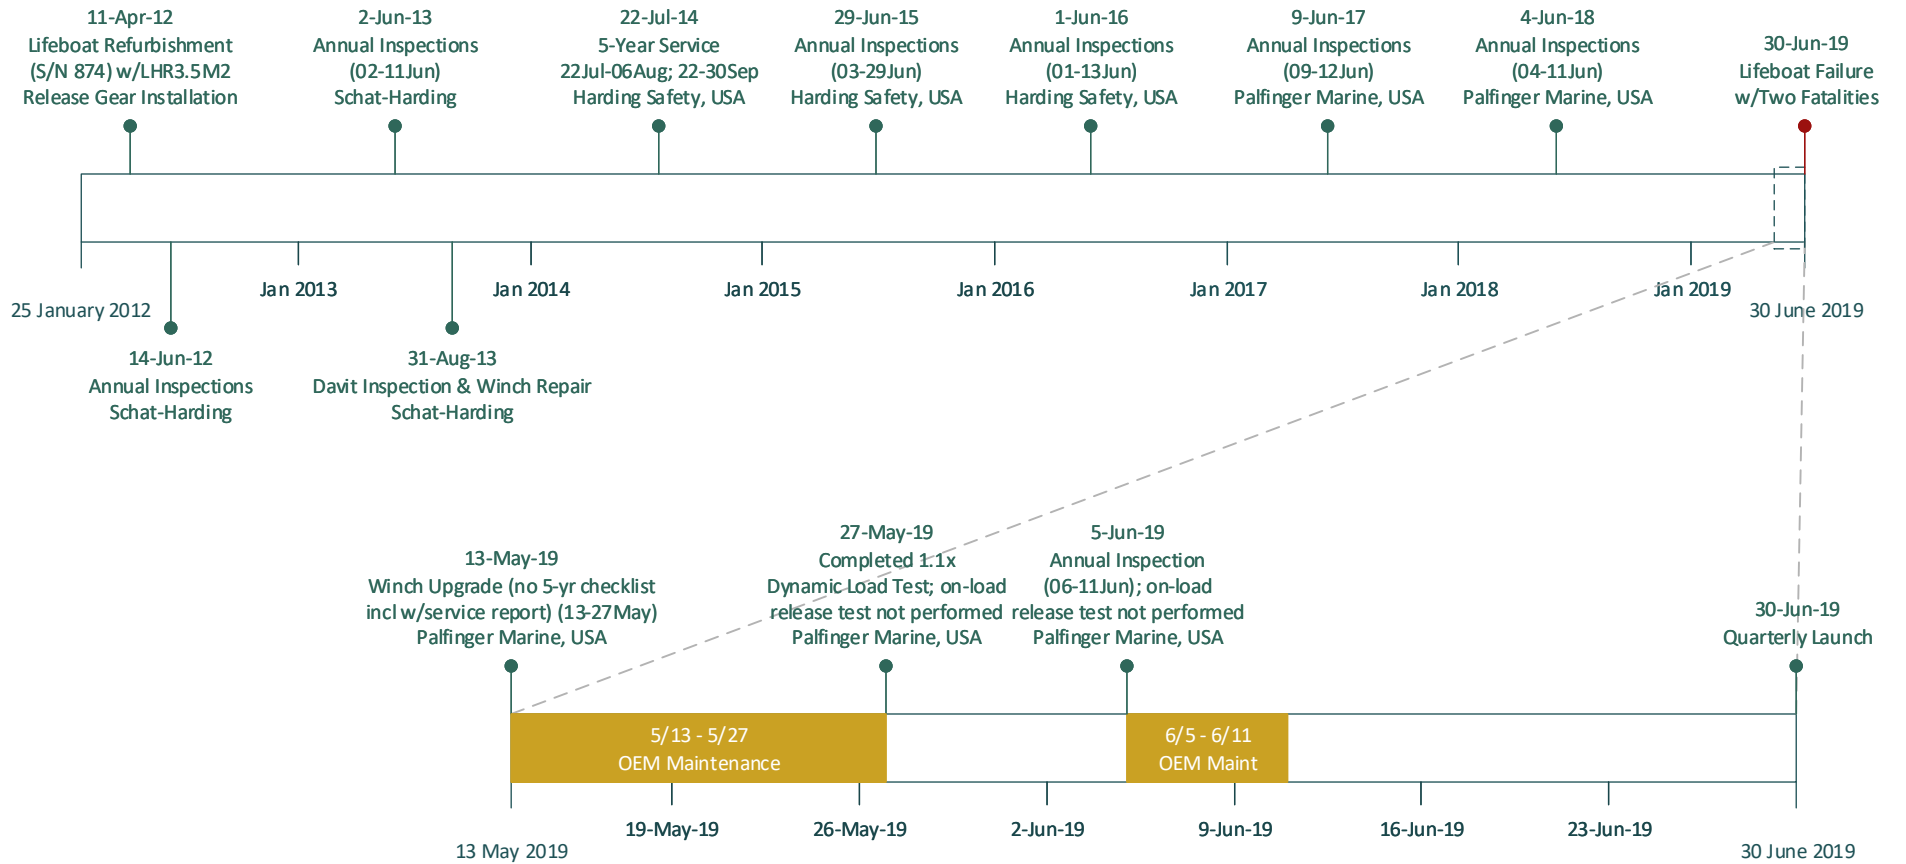 11-Apr-12
Lifeboat Refurbishment
(S/N 874) w/LHR3.5M2
Release Gear Installation
2-Jun-13
Annual Inspections
(02-11Jun)
Schat-Harding
22-Jul-14
5-Year Service
22Jul-06Aug; 22-30Sep
Harding Safety, USA
29-Jun-15
Annual Inspections
(03-29Jun)
Harding Safety, USA
1-Jun-16
Annual Inspections
(01-13Jun)
Harding Safety, USA
9-Jun-17
Annual Inspections
(09-12Jun)
Palfinger Marine, USA
4-Jun-18
Annual Inspections
(04-11Jun)
Palfinger Marine, USA
30-Jun-19
Lifeboat Failure
w/Two Fatalities
25 January 2012
Jan 2013
Jan 2014
Jan 2015
Jan 2016
Jan 2017
Jan 2018
Jan 2019
30 June 2019
14-Jun-12
Annual Inspections
Schat-Harding
31-Aug-13
Davit Inspection & Winch Repair
Schat-Harding
13-May-19
Winch Upgrade (no 5-yr checklist
incl w/service report) (13-27May)
Palfinger Marine, USA
27-May-19
Completed 1.1x
Dynamic Load Test; on-load
release test not performed
Palfinger Marine, USA
5-Jun-19
Annual Inspection
(06-11Jun); on-load
release test not performed
Palfinger Marine, USA
30-Jun-19
Quarterly Launch
5/13 - 5/27
OEM Maintenance
6/5 - 6/11
OEM Maint
13 May 2019
19-May-19
26-May-19
2-Jun-19
9-Jun-19
16-Jun-19
23-Jun-19
30 June 2019